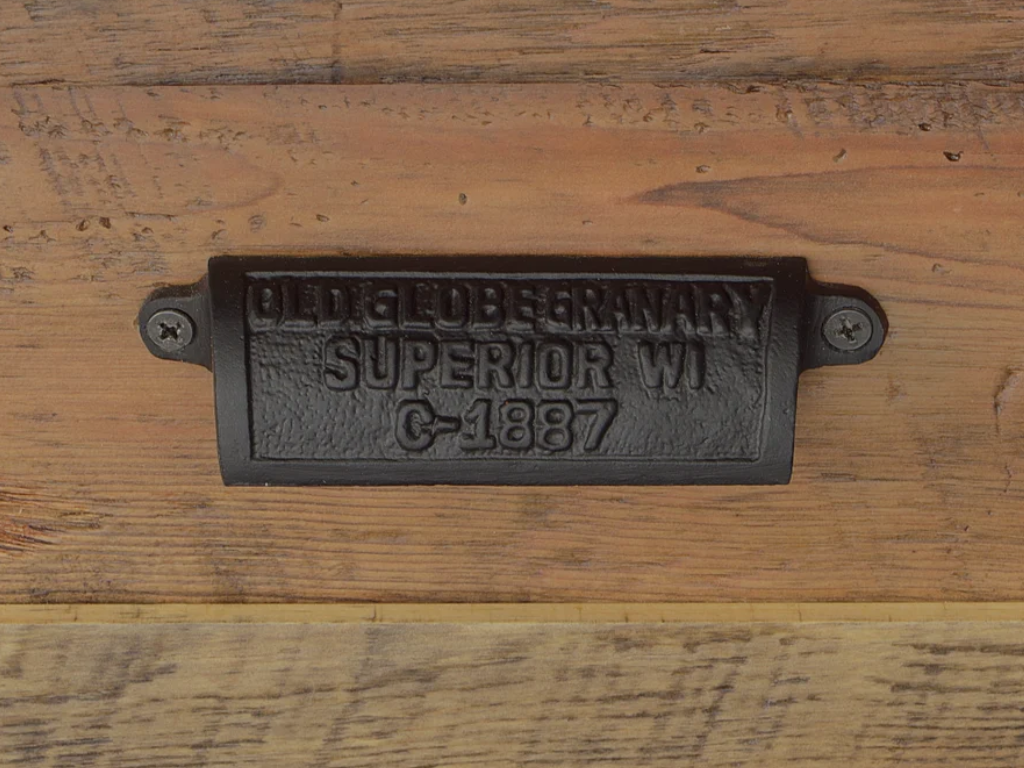 OLD GLOBE GRANARY
SUPERIOR WI
C-1887